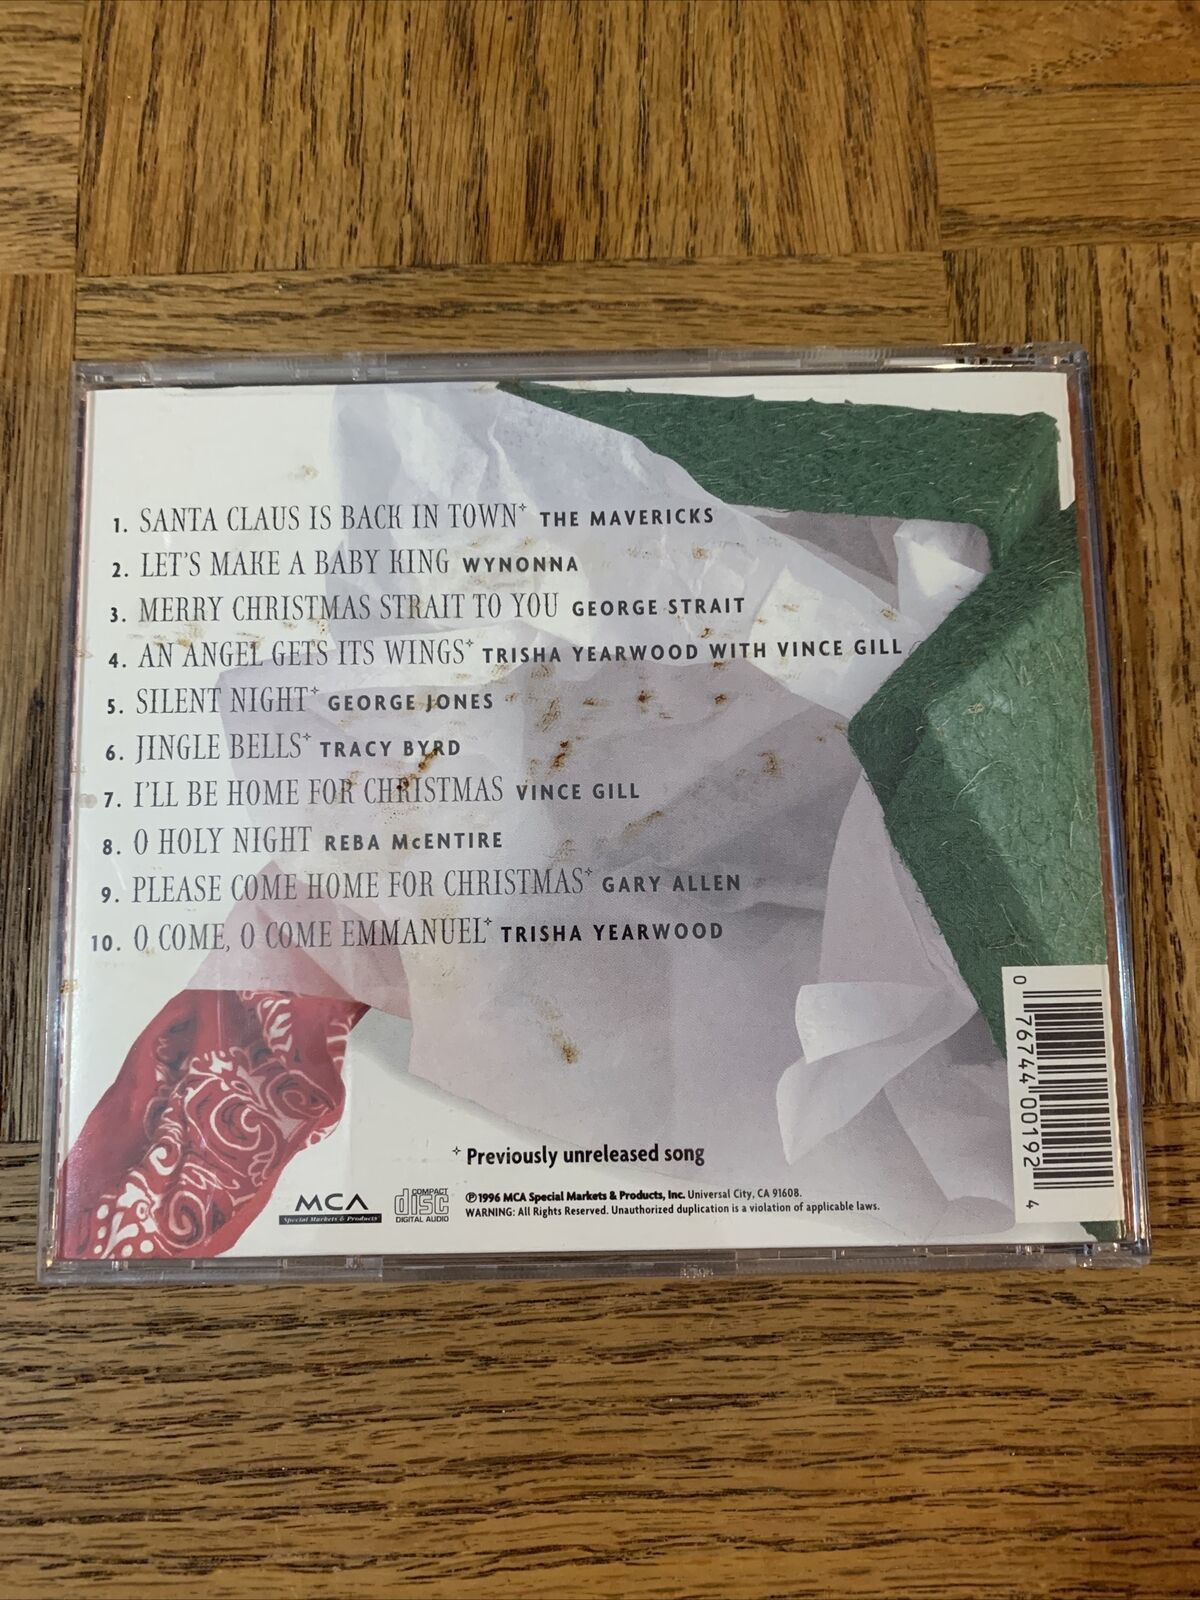 1. SANTA CLAUS IS BACK IN TOWN✧ THE MAVERICKS
2. LET'S MAKE A BABY KING WYNONNA
3. MERRY CHRISTMAS STRAIT TO YOU GEORGE STRAIT
4. AN ANGEL GETS ITS WINGS✧ TRISHA YEARWOOD WITH VINCE GILL
5. SILENT NIGHT✧ GEORGE JONES
6. JINGLE BELLS✧ TRACY BYRD
7. I'LL BE HOME FOR CHRISTMAS VINCE GILL
8. O HOLY NIGHT REBA McENTIRE
9. PLEASE COME HOME FOR CHRISTMAS✧ GARY ALLEN
10. O COME, O COME EMMANUEL✧ TRISHA YEARWOOD
✧ Previously unreleased song
MCA
Special Markets & Products
COMPACT
disc
DIGITAL AUDIO
℗1996 MCA Special Markets & Products, Inc. Universal City, CA 91608.
WARNING: All Rights Reserved. Unauthorized duplication is a violation of applicable laws.
0 76744 00192 4